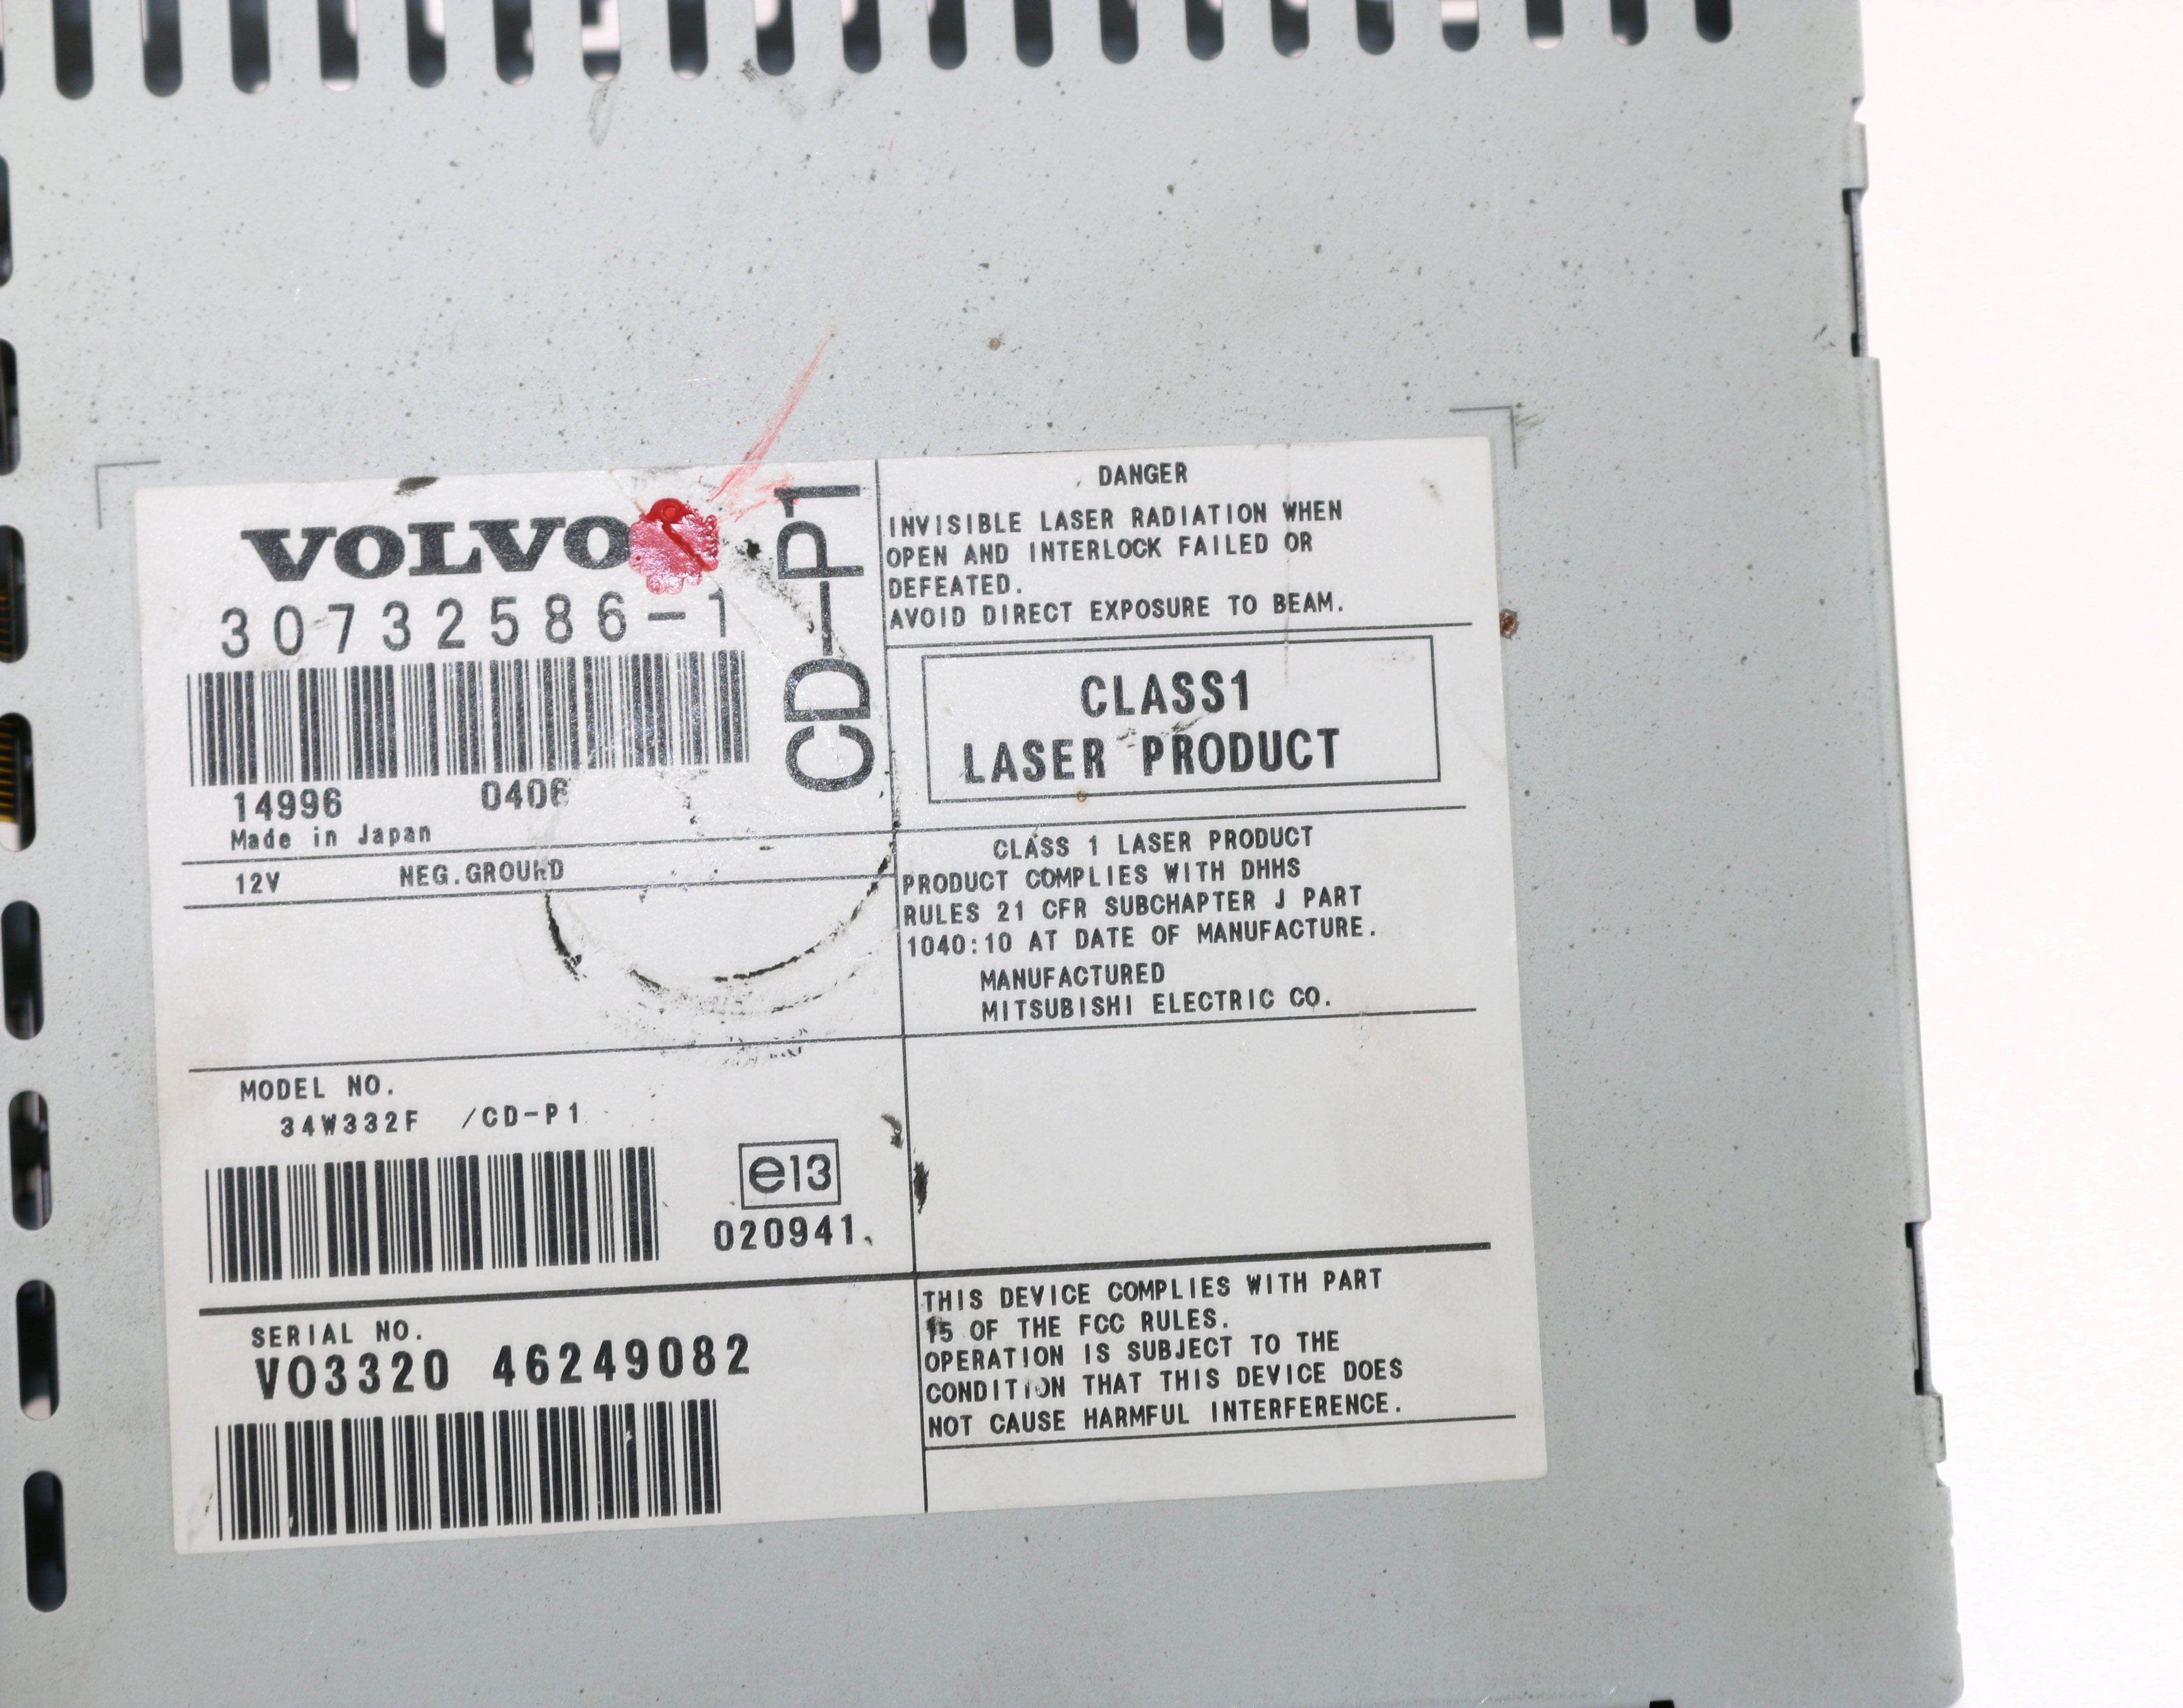 VOLVO
30732586-1
CD-P1
14996 0406
Made in Japan
12V NEG.GROUND
MODEL NO.
34W332F /CD-P1
e13
020941
SERIAL NO.
VO3320 46249082
DANGER
INVISIBLE LASER RADIATION WHEN
OPEN AND INTERLOCK FAILED OR
DEFEATED.
AVOID DIRECT EXPOSURE TO BEAM.
CLASS1
LASER PRODUCT
CLASS 1 LASER PRODUCT
PRODUCT COMPLIES WITH DHHS
RULES 21 CFR SUBCHAPTER J PART
1040:10 AT DATE OF MANUFACTURE.
MANUFACTURED
MITSUBISHI ELECTRIC CO.
THIS DEVICE COMPLIES WITH PART
15 OF THE FCC RULES.
OPERATION IS SUBJECT TO THE
CONDITION THAT THIS DEVICE DOES
NOT CAUSE HARMFUL INTERFERENCE.